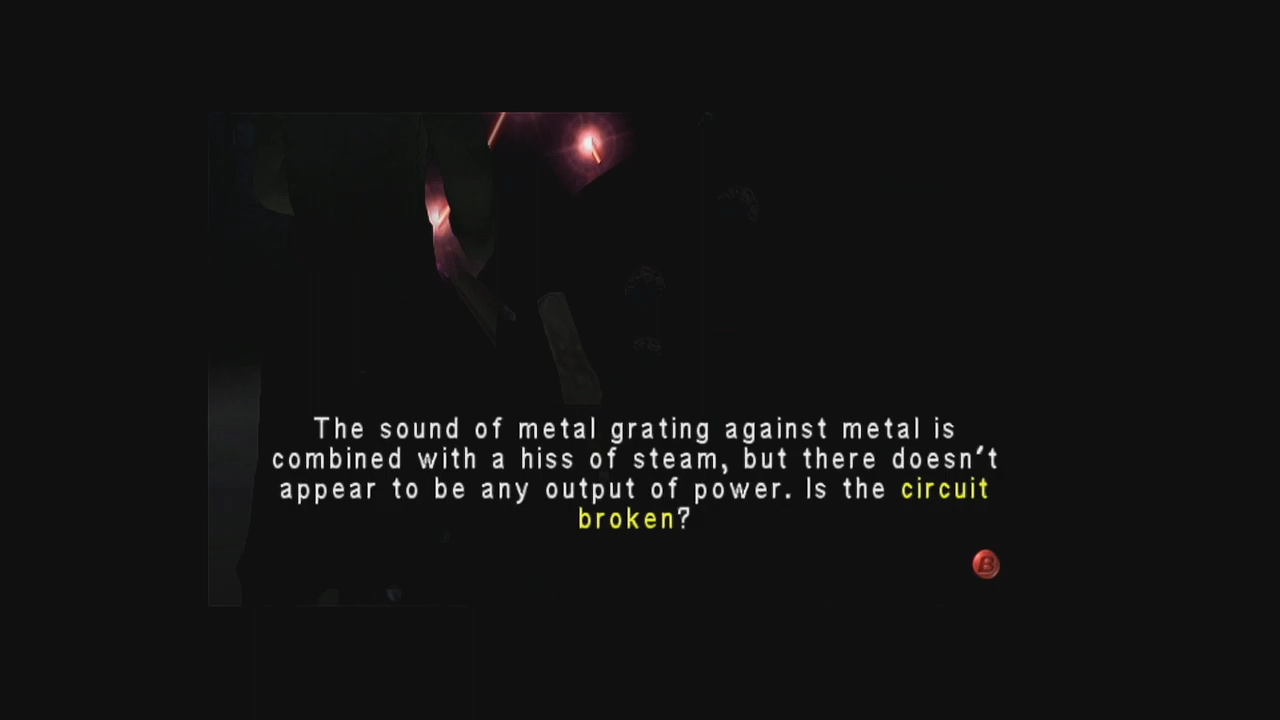 The sound of metal grating against metal is
combined with a hiss of steam, but there doesn't
appear to be any output of power. Is the circuit
broken?
B